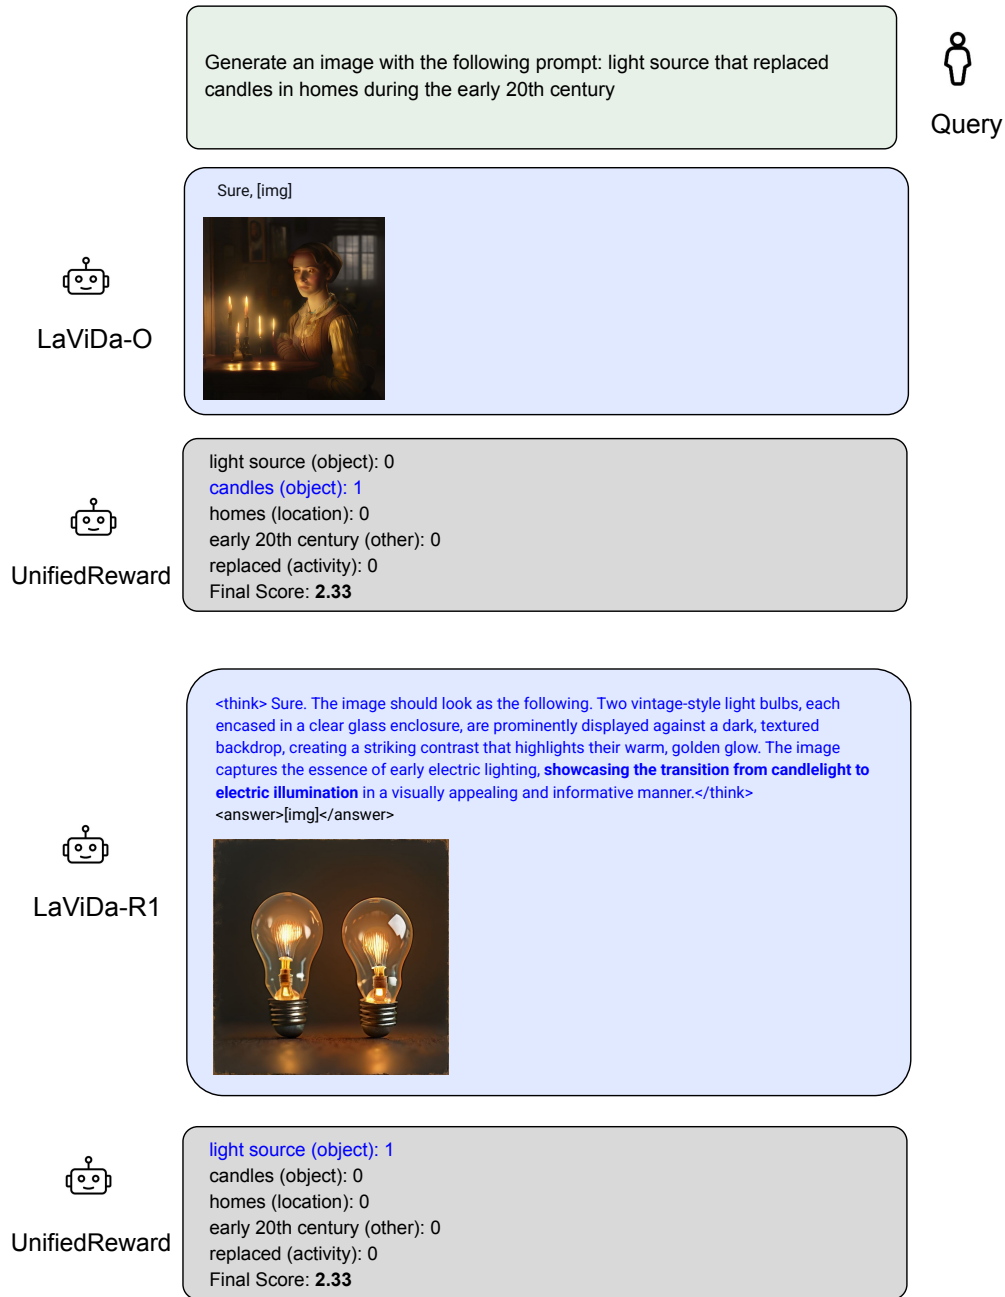 Generate an image with the following prompt: light source that replaced
candles in homes during the early 20th century
Query
Sure, [img]
LaViDa-O
light source (object): 0
candles (object): 1
homes (location): 0
early 20th century (other): 0
replaced (activity): 0
Final Score: 2.33
UnifiedReward
<think> Sure. The image should look as the following. Two vintage-style light bulbs, each
encased in a clear glass enclosure, are prominently displayed against a dark, textured
backdrop, creating a striking contrast that highlights their warm, golden glow. The image
captures the essence of early electric lighting, showcasing the transition from candlelight to
electric illumination in a visually appealing and informative manner.</think>
<answer>[img]</answer>
LaViDa-R1
light source (object): 1
candles (object): 0
homes (location): 0
early 20th century (other): 0
replaced (activity): 0
Final Score: 2.33
UnifiedReward